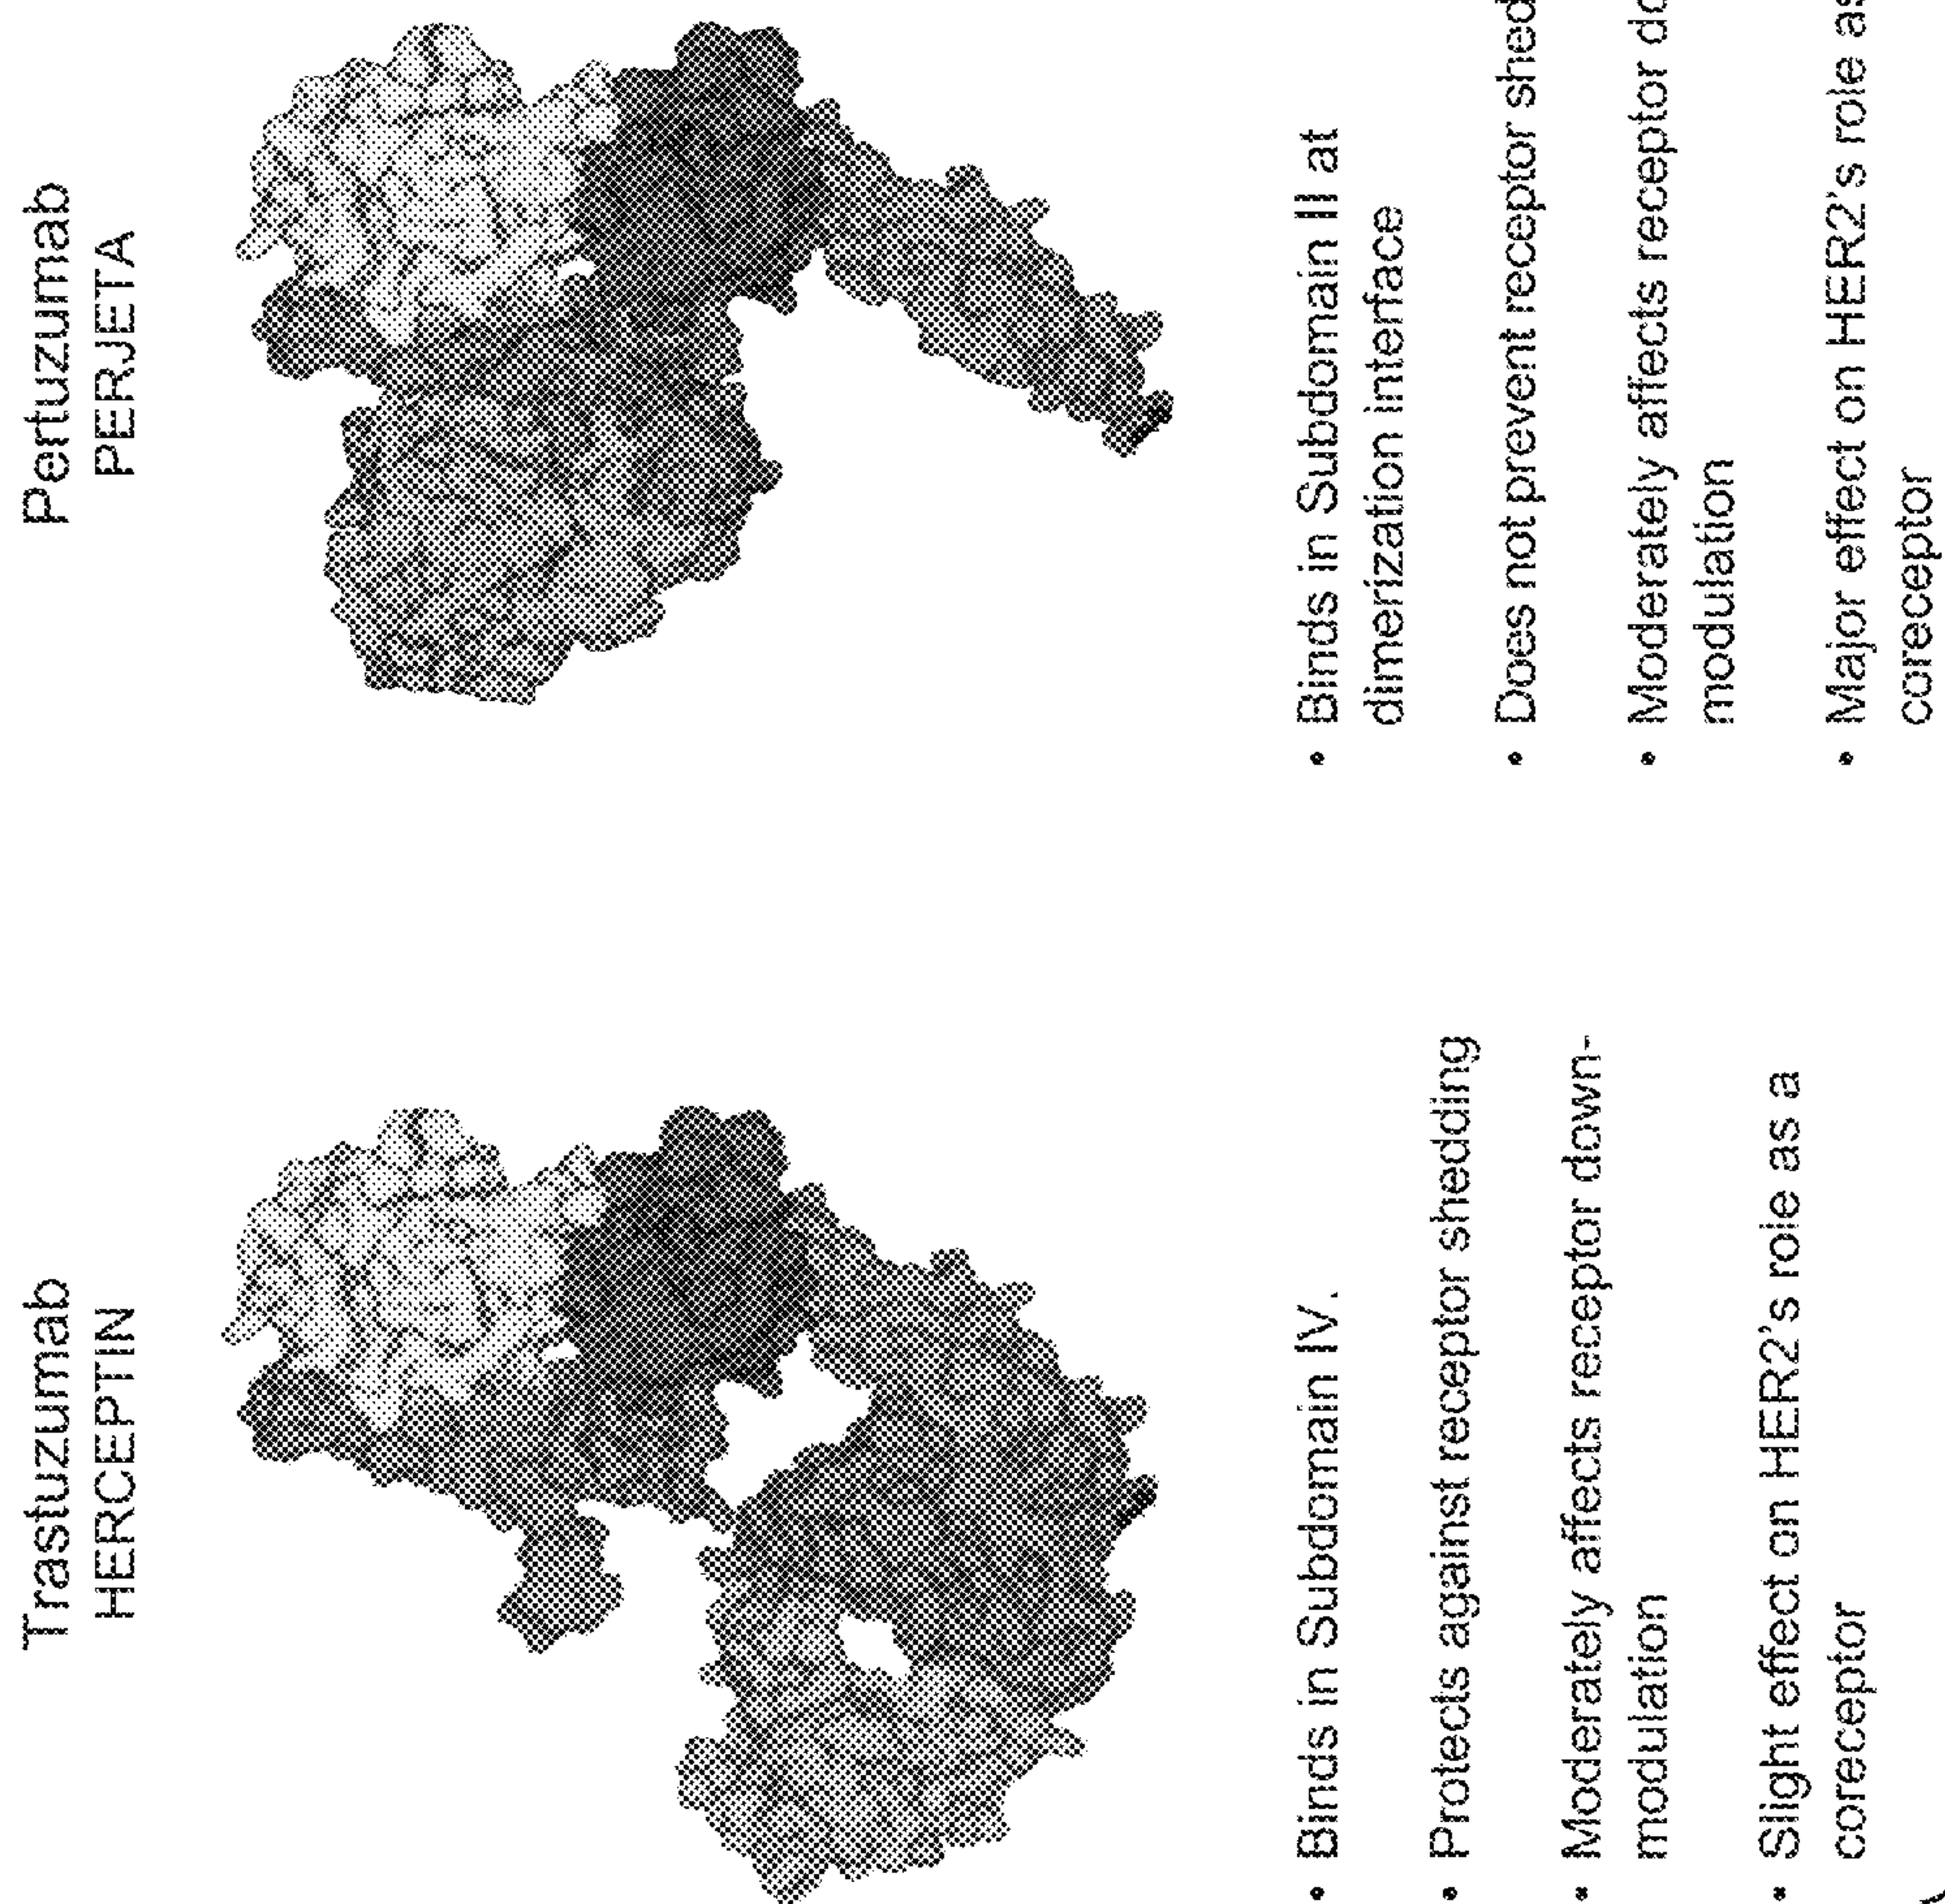 Trastuzumab
HERCEPTIN
• Binds in Subdomain IV.
• Protects against receptor shedding
• Moderately affects receptor down-
modulation
• Slight effect on HER2's role as a
coreceptor
Pertuzumab
PERJETA
• Binds in Subdomain II at
dimerization interface
• Does not prevent receptor shed
• Moderately affects receptor do
modulation
• Major effect on HER2's role as
coreceptor